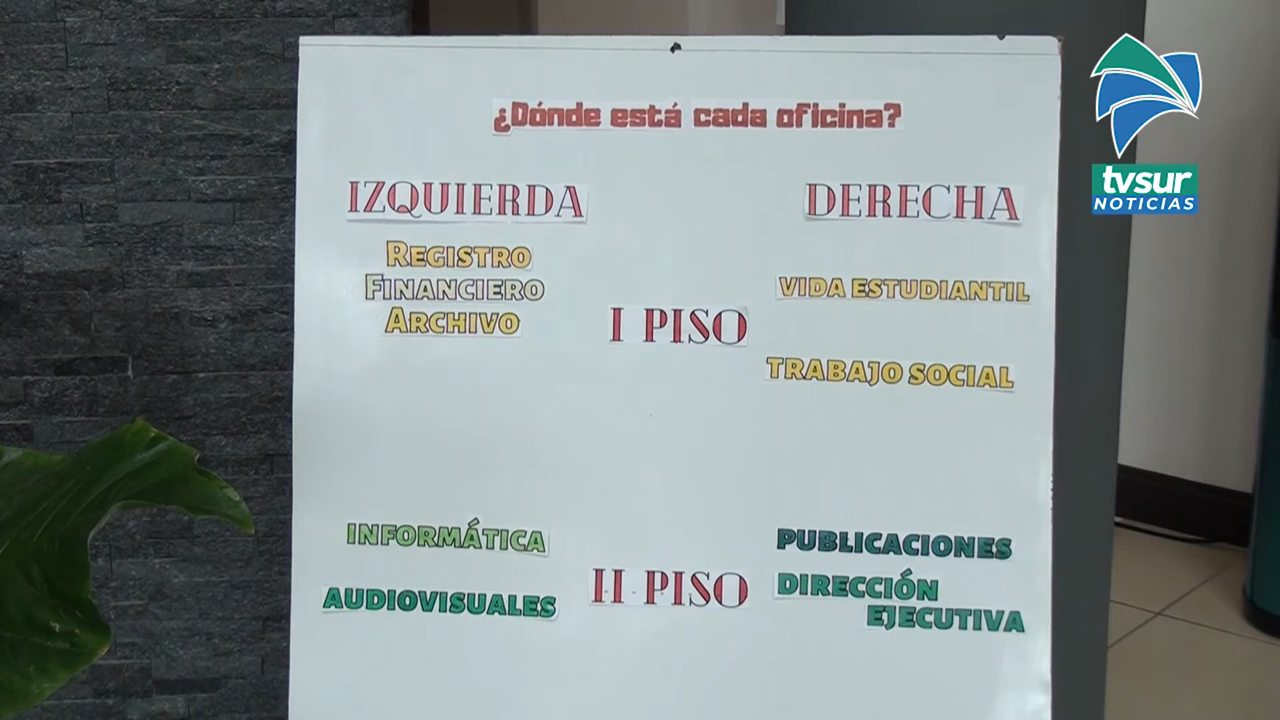 ¿Dónde está cada oficina?
IZQUIERDA
DERECHA
REGISTRO
FINANCIERO
ARCHIVO
VIDA ESTUDIANTIL
I PISO
TRABAJO SOCIAL
INFORMÁTICA
AUDIOVISUALES
II PISO
PUBLICACIONES
DIRECCIÓN
EJECUTIVA
tvsur
NOTICIAS